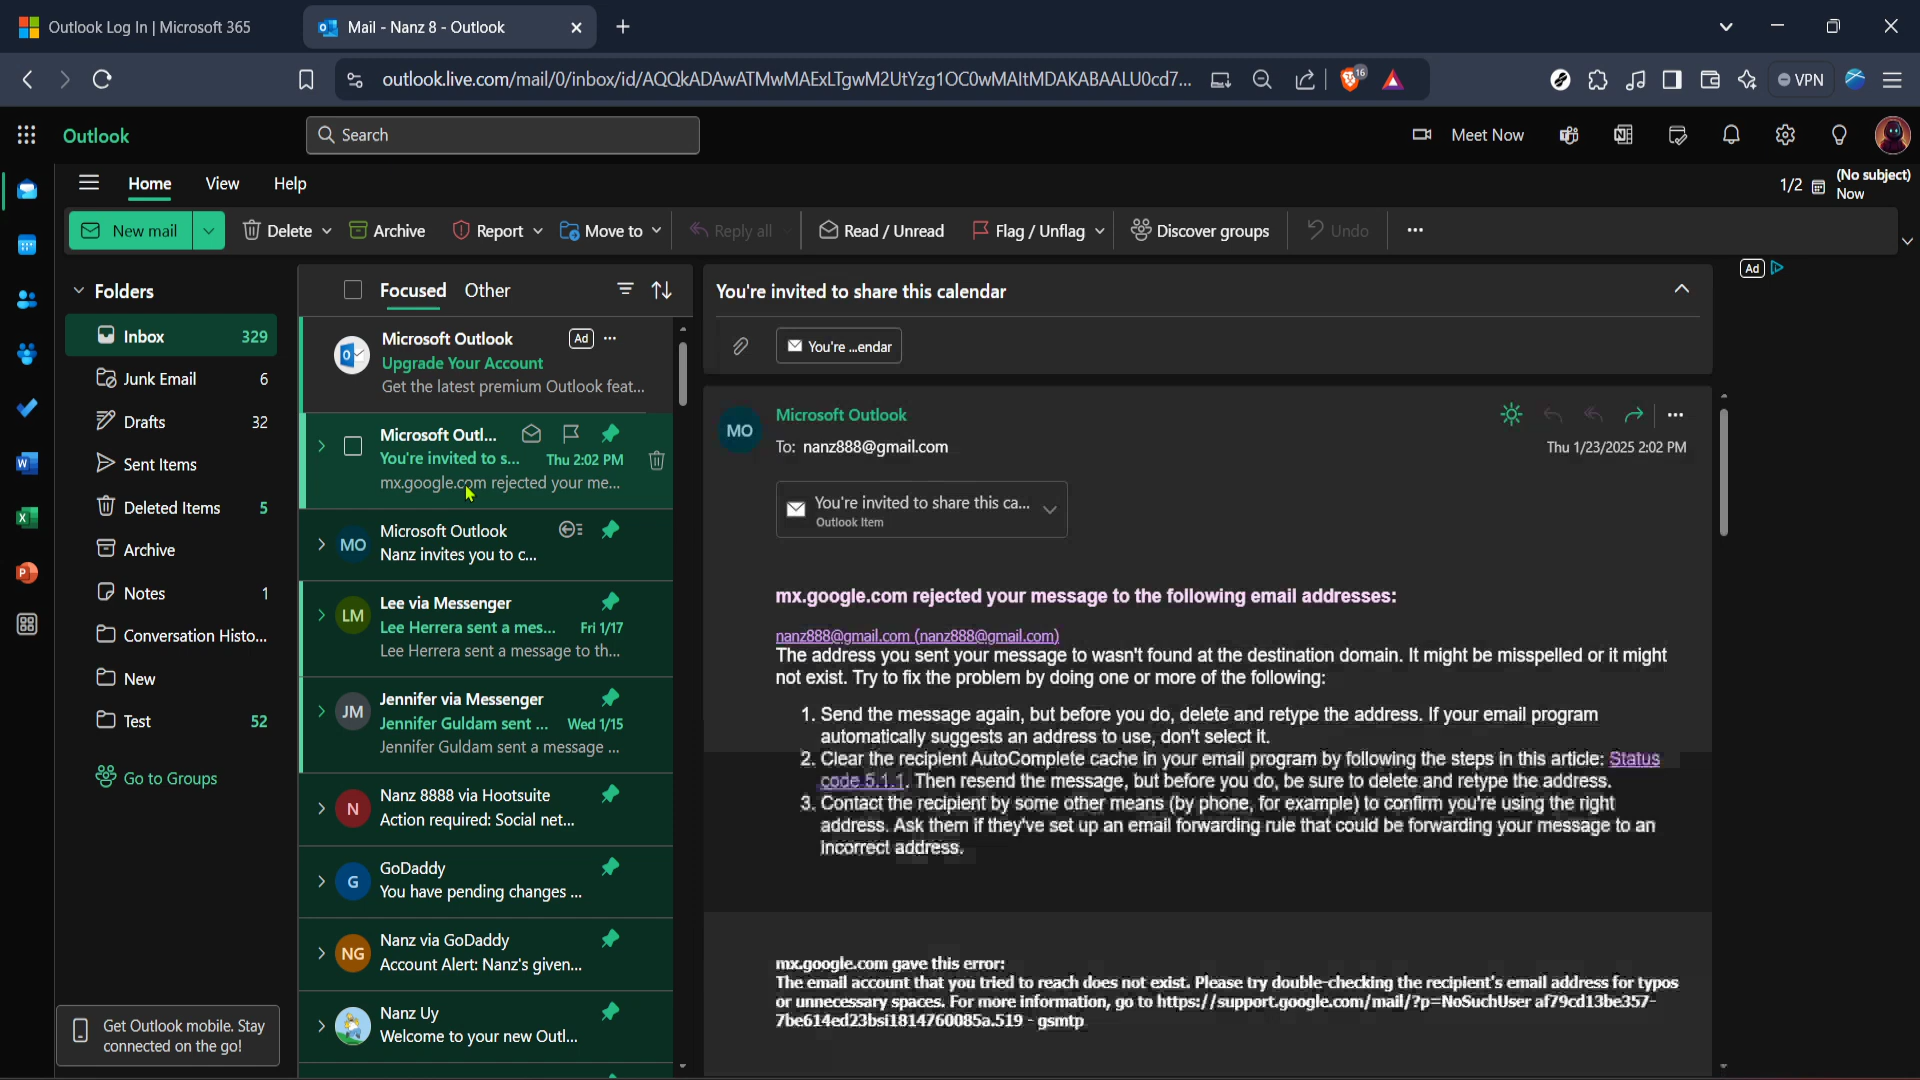 Outlook Log In | Microsoft 365
Mail - Nanz 8 - Outlook
outlook.live.com/mail/0/inbox/id/AQQkADAwATMwMAExLTgwM2UtYzg1OC0wMAItMDAKABAALU0cd7...
16
VPN
Outlook
Search
Meet Now
Home
View
Help
1/2
(No subject)
Now
New mail
Delete
Archive
Report
Move to
Reply all
Read / Unread
Flag / Unflag
Discover groups
Undo
Folders
Inbox 329
Junk Email 6
Drafts 32
Sent Items
Deleted Items 5
Archive
Notes 1
Conversation Histo...
New
Test 52
Go to Groups
Get Outlook mobile. Stay
connected on the go!
Focused
Other
Microsoft Outlook Ad
Upgrade Your Account
Get the latest premium Outlook feat...
Microsoft Outl...
You're invited to s... Thu 2:02 PM
mx.google.com rejected your me...
MO
Microsoft Outlook
Nanz invites you to c...
LM
Lee via Messenger
Lee Herrera sent a mes... Fri 1/17
Lee Herrera sent a message to th...
JM
Jennifer via Messenger
Jennifer Guldam sent ... Wed 1/15
Jennifer Guldam sent a message ...
N
Nanz 8888 via Hootsuite
Action required: Social net...
G
GoDaddy
You have pending changes ...
NG
Nanz via GoDaddy
Account Alert: Nanz's given...
Nanz Uy
Welcome to your new Outl...
You're invited to share this calendar
You're ...endar
Ad
MO
Microsoft Outlook
To: nanz888@gmail.com
Thu 1/23/2025 2:02 PM
You're invited to share this ca...
Outlook Item
mx.google.com rejected your message to the following email addresses:
nanz888@gmail.com (nanz888@gmail.com)
The address you sent your message to wasn't found at the destination domain. It might be misspelled or it might
not exist. Try to fix the problem by doing one or more of the following:
1. Send the message again, but before you do, delete and retype the address. If your email program
automatically suggests an address to use, don't select it.
2. Clear the recipient AutoComplete cache in your email program by following the steps in this article: Status
code 5.1.1. Then resend the message, but before you do, be sure to delete and retype the address.
3. Contact the recipient by some other means (by phone, for example) to confirm you're using the right
address. Ask them if they've set up an email forwarding rule that could be forwarding your message to an
incorrect address.
mx.google.com gave this error:
The email account that you tried to reach does not exist. Please try double-checking the recipient's email address for typos
or unnecessary spaces. For more information, go to https://support.google.com/mail/?p=NoSuchUser af79cd13be357-
7be614ed23bsi1814760085a.519 - gsmtp